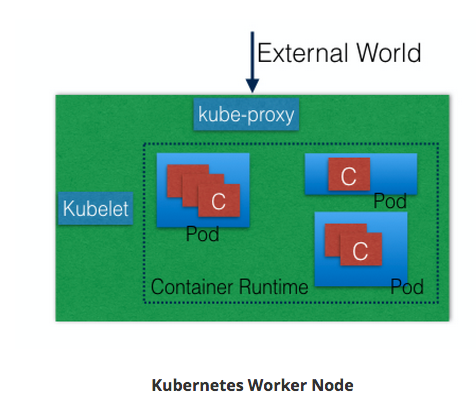 External World
kube-proxy
C
Pod
C
Pod
Kubelet
C
Pod
Container Runtime
Kubernetes Worker Node